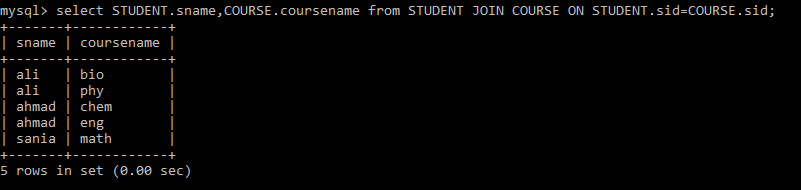 mysql> select STUDENT.sname,COURSE.coursename from STUDENT JOIN COURSE ON STUDENT.sid=COURSE.sid;
+-------+------------+
| sname | coursename |
+-------+------------+
| ali   | bio        |
| ali   | phy        |
| ahmad | chem       |
| ahmad | eng        |
| sania | math       |
+-------+------------+
5 rows in set (0.00 sec)